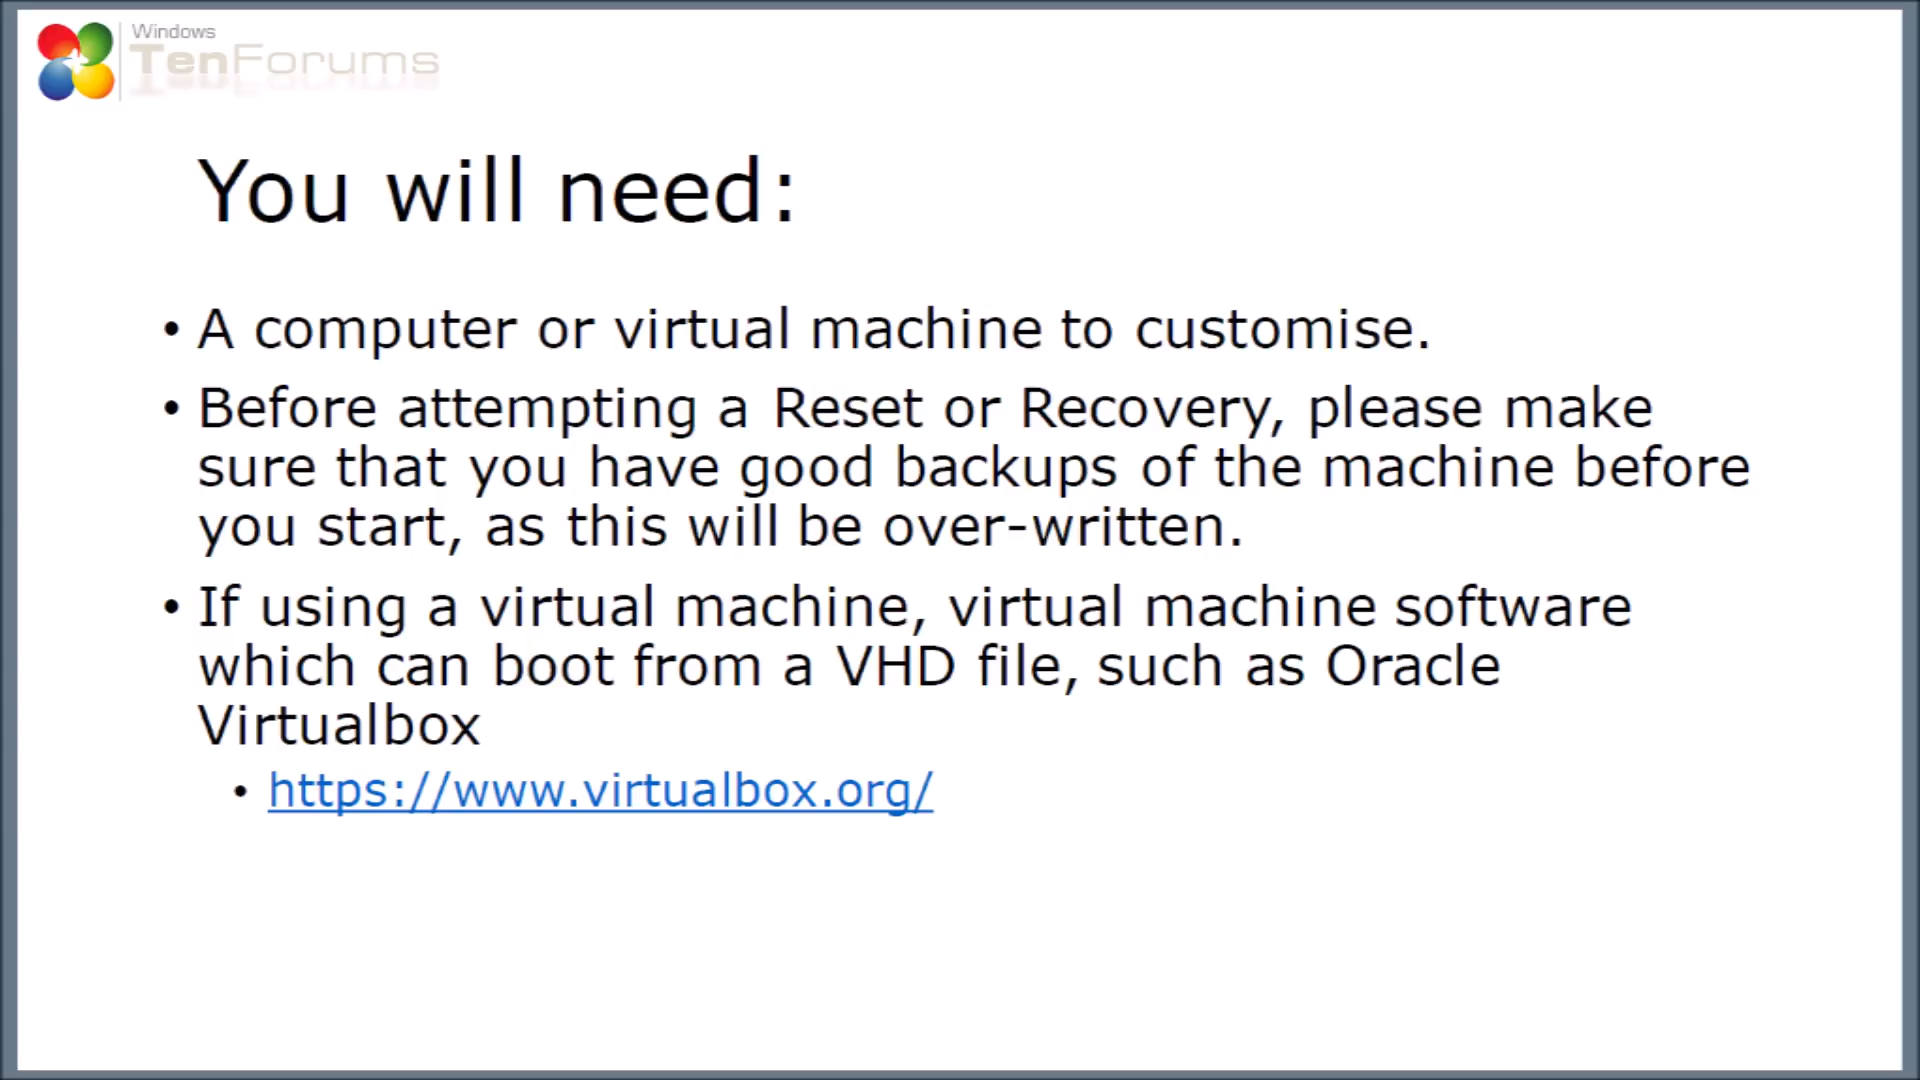 Windows
TenForums
You will need:
• A computer or virtual machine to customise.
• Before attempting a Reset or Recovery, please make
sure that you have good backups of the machine before
you start, as this will be over-written.
• If using a virtual machine, virtual machine software
which can boot from a VHD file, such as Oracle
Virtualbox
• https://www.virtualbox.org/